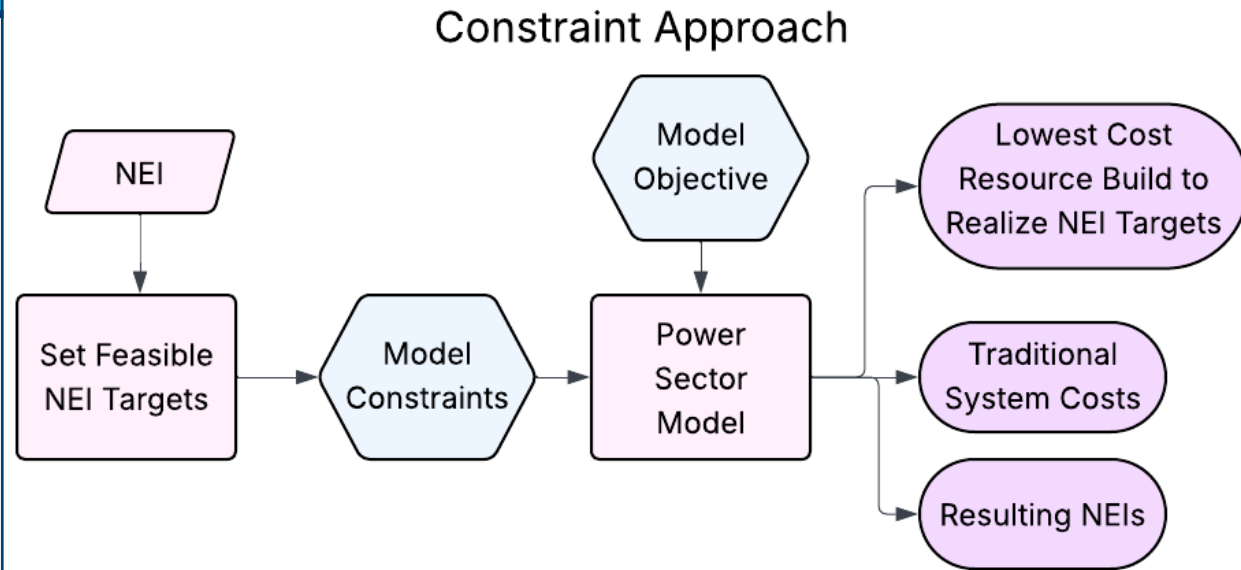 Constraint Approach
NEI
Set Feasible
NEI Targets
Model
Constraints
Model
Objective
Power
Sector
Model
Lowest Cost
Resource Build to
Realize NEI Targets
Traditional
System Costs
Resulting NEIs